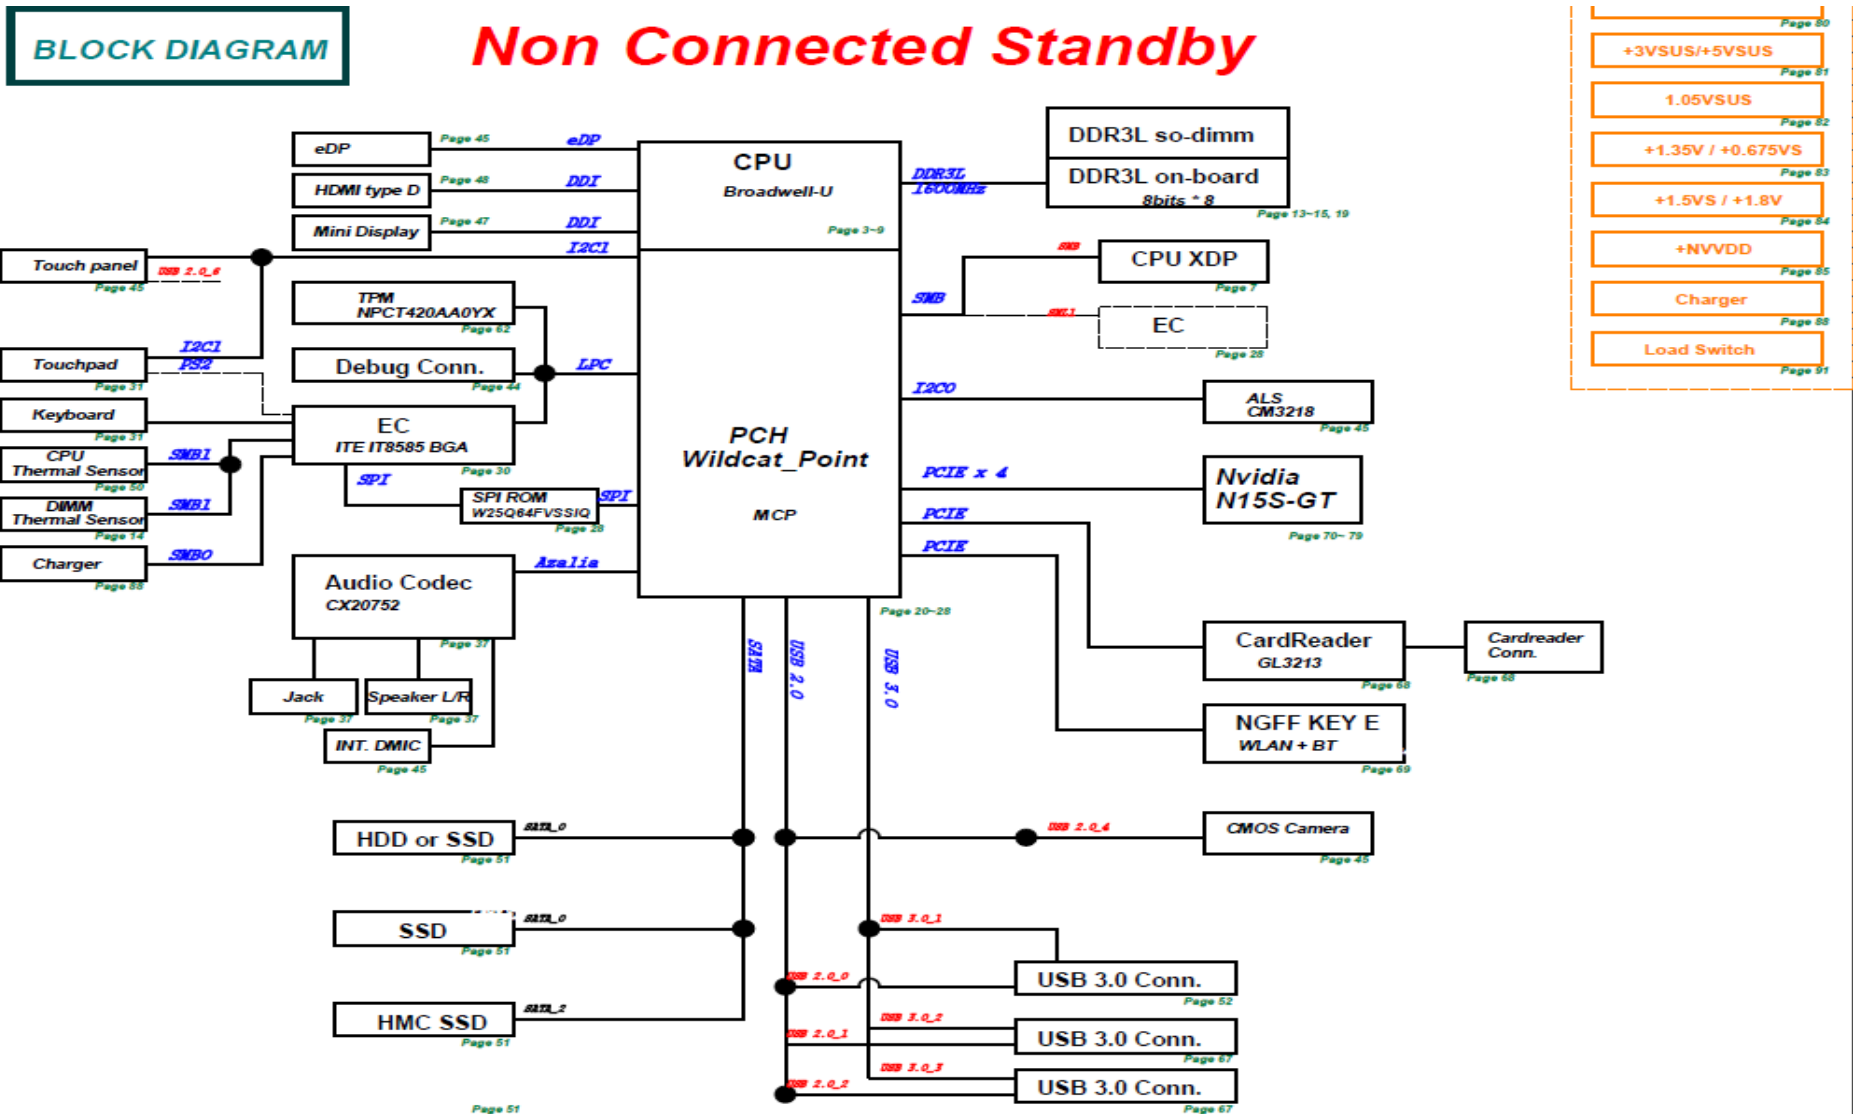 BLOCK DIAGRAM
Non Connected Standby
Page 80
+3VSUS/+5VSUS
Page 81
1.05VSUS
Page 82
+1.35V / +0.675VS
Page 83
+1.5VS / +1.8V
Page 84
+NVVDD
Page 85
Charger
Page 88
Load Switch
Page 91
eDP
Page 45
eDP
HDMI type D
Page 48
DDI
Mini Display
Page 47
DDI
I2C1
CPU
Broadwell-U
Page 3~9
DDR3L
1600MHz
DDR3L so-dimm
DDR3L on-board
8bits * 8
Page 13~15, 19
Touch panel
USB 2.0_6
Page 45
TPM
NPCT420AA0YX
Page 62
SMB
SMB
CPU XDP
Page 7
SML1
EC
Page 28
Touchpad
I2C1
PS2
Page 31
Debug Conn.
Page 44
LPC
I2C0
ALS
CM3218
Page 45
Keyboard
Page 31
EC
ITE IT8585 BGA
Page 30
PCH
Wildcat_Point
MCP
Page 20~28
CPU
Thermal Sensor
SMB1
Page 50
SPI
SPI ROM
W25Q64FVSSIQ
Page 28
SPI
PCIE x 4
Nvidia
N15S-GT
Page 70~ 79
DIMM
Thermal Sensor
SMB1
Page 14
PCIE
PCIE
Charger
SMB0
Page 88
Audio Codec
CX20752
Page 37
Azalia
SATA
USB 2.0
USB 3.0
CardReader
GL3213
Page 68
Cardreader
Conn.
Page 68
Jack
Page 37
Speaker L/R
Page 37
INT. DMIC
Page 45
NGFF KEY E
WLAN + BT
Page 69
HDD or SSD
SATA_0
Page 51
USB 2.0_4
CMOS Camera
Page 45
SSD
SATA_0
Page 51
USB 3.0_1
USB 2.0_0
USB 3.0 Conn.
Page 52
HMC SSD
SATA_2
Page 51
USB 3.0_2
USB 2.0_1
USB 3.0 Conn.
Page 67
USB 3.0_3
USB 2.0_2
USB 3.0 Conn.
Page 67
Page 51